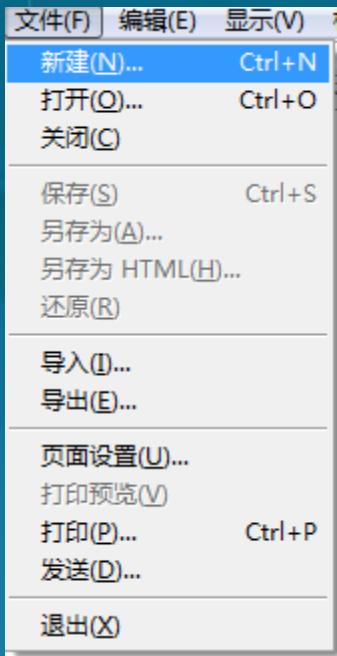 文件(F) 编辑(E) 显示(V)
新建(N)... Ctrl+N
打开(O)... Ctrl+O
关闭(C)
保存(S) Ctrl+S
另存为(A)...
另存为 HTML(H)...
还原(R)
导入(I)...
导出(E)...
页面设置(U)...
打印预览(V)
打印(P)... Ctrl+P
发送(D)...
退出(X)